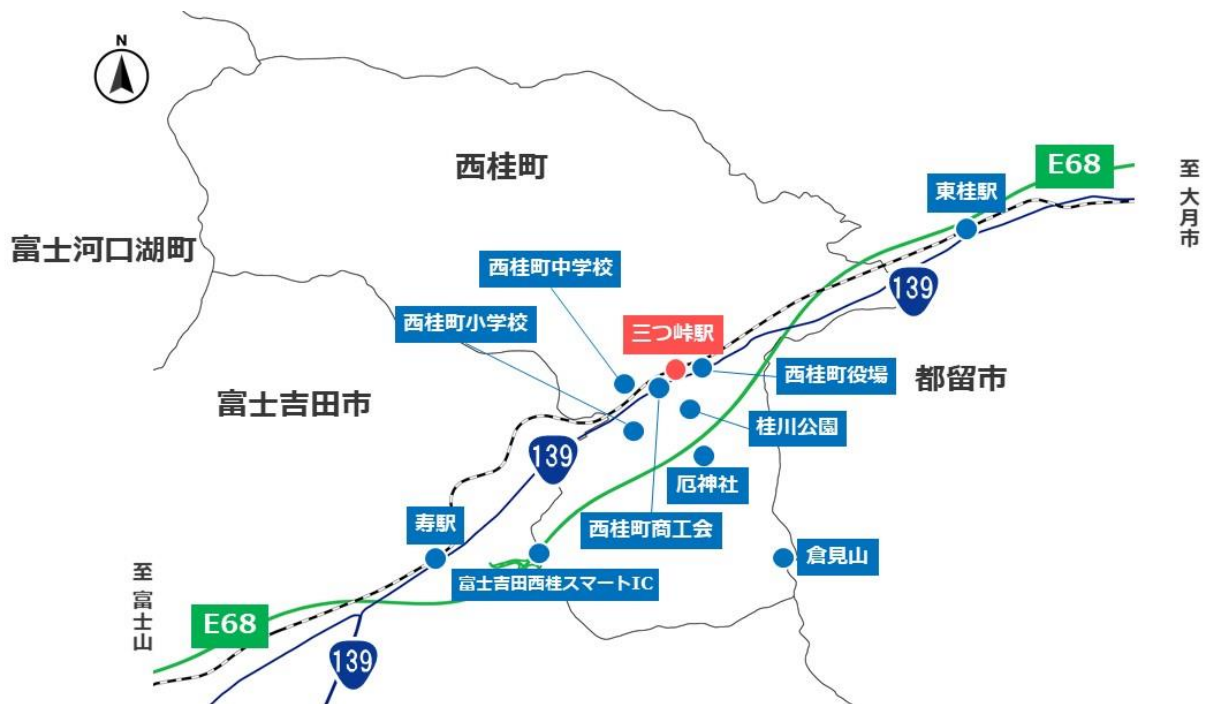 N
西桂町
E68
至 大月市
東桂駅
富士河口湖町
西桂町中学校
139
西桂町小学校
三つ峠駅
西桂町役場
都留市
富士吉田市
桂川公園
139
厄神社
寿駅
西桂町商工会
倉見山
富士吉田西桂スマートIC
至 富士山
E68
139